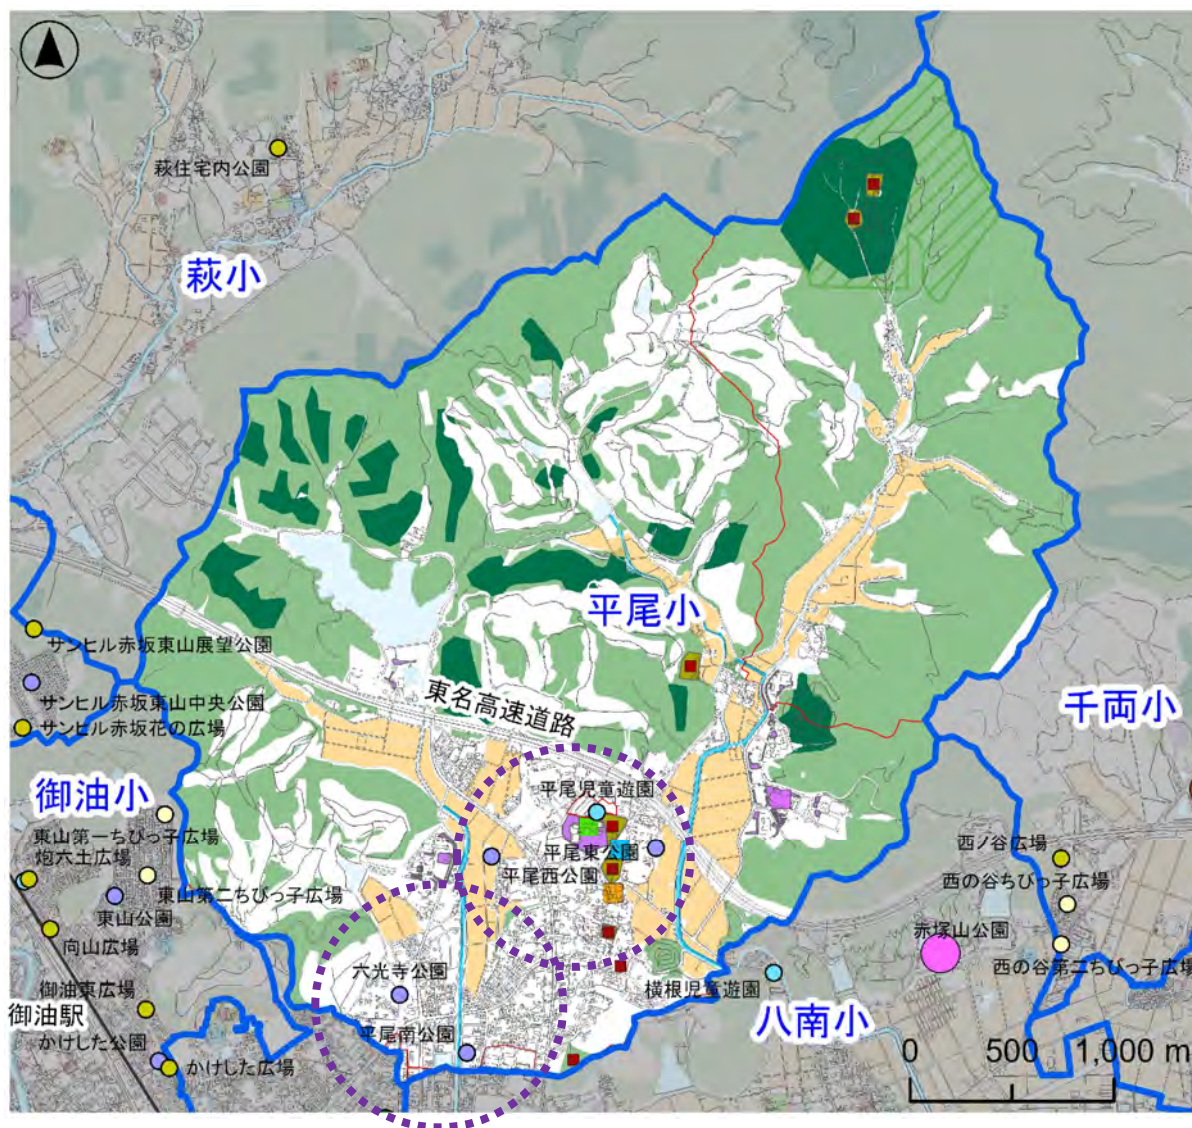 萩住宅内公園
萩小
平尾小
サンヒル赤坂東山展望公園
サンヒル赤坂東山中央公園
サンヒル赤坂花の広場
東名高速道路
千両小
御油小
平尾児童遊園
東山第一ちびっ子広場
炮六土広場
平尾東公園
西ノ谷広場
平尾西公園
西の谷ちびっ子広場
東山第二ちびっ子広場
東山公園
赤塚山公園
向山広場
西の谷第二ちびっ子広場
六光寺公園
横根児童遊園
御油東広場
御油駅
八南小
かけした公園
平尾南公園
かけした広場
0 500 1,000 m